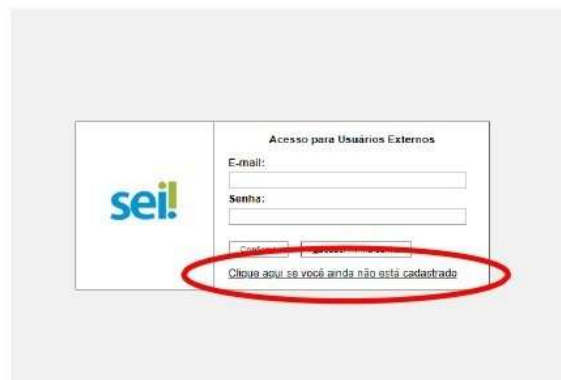 sei!
Acesso para Usuários Externos
E-mail:
Senha:
Clique aqui se você ainda não está cadastrado